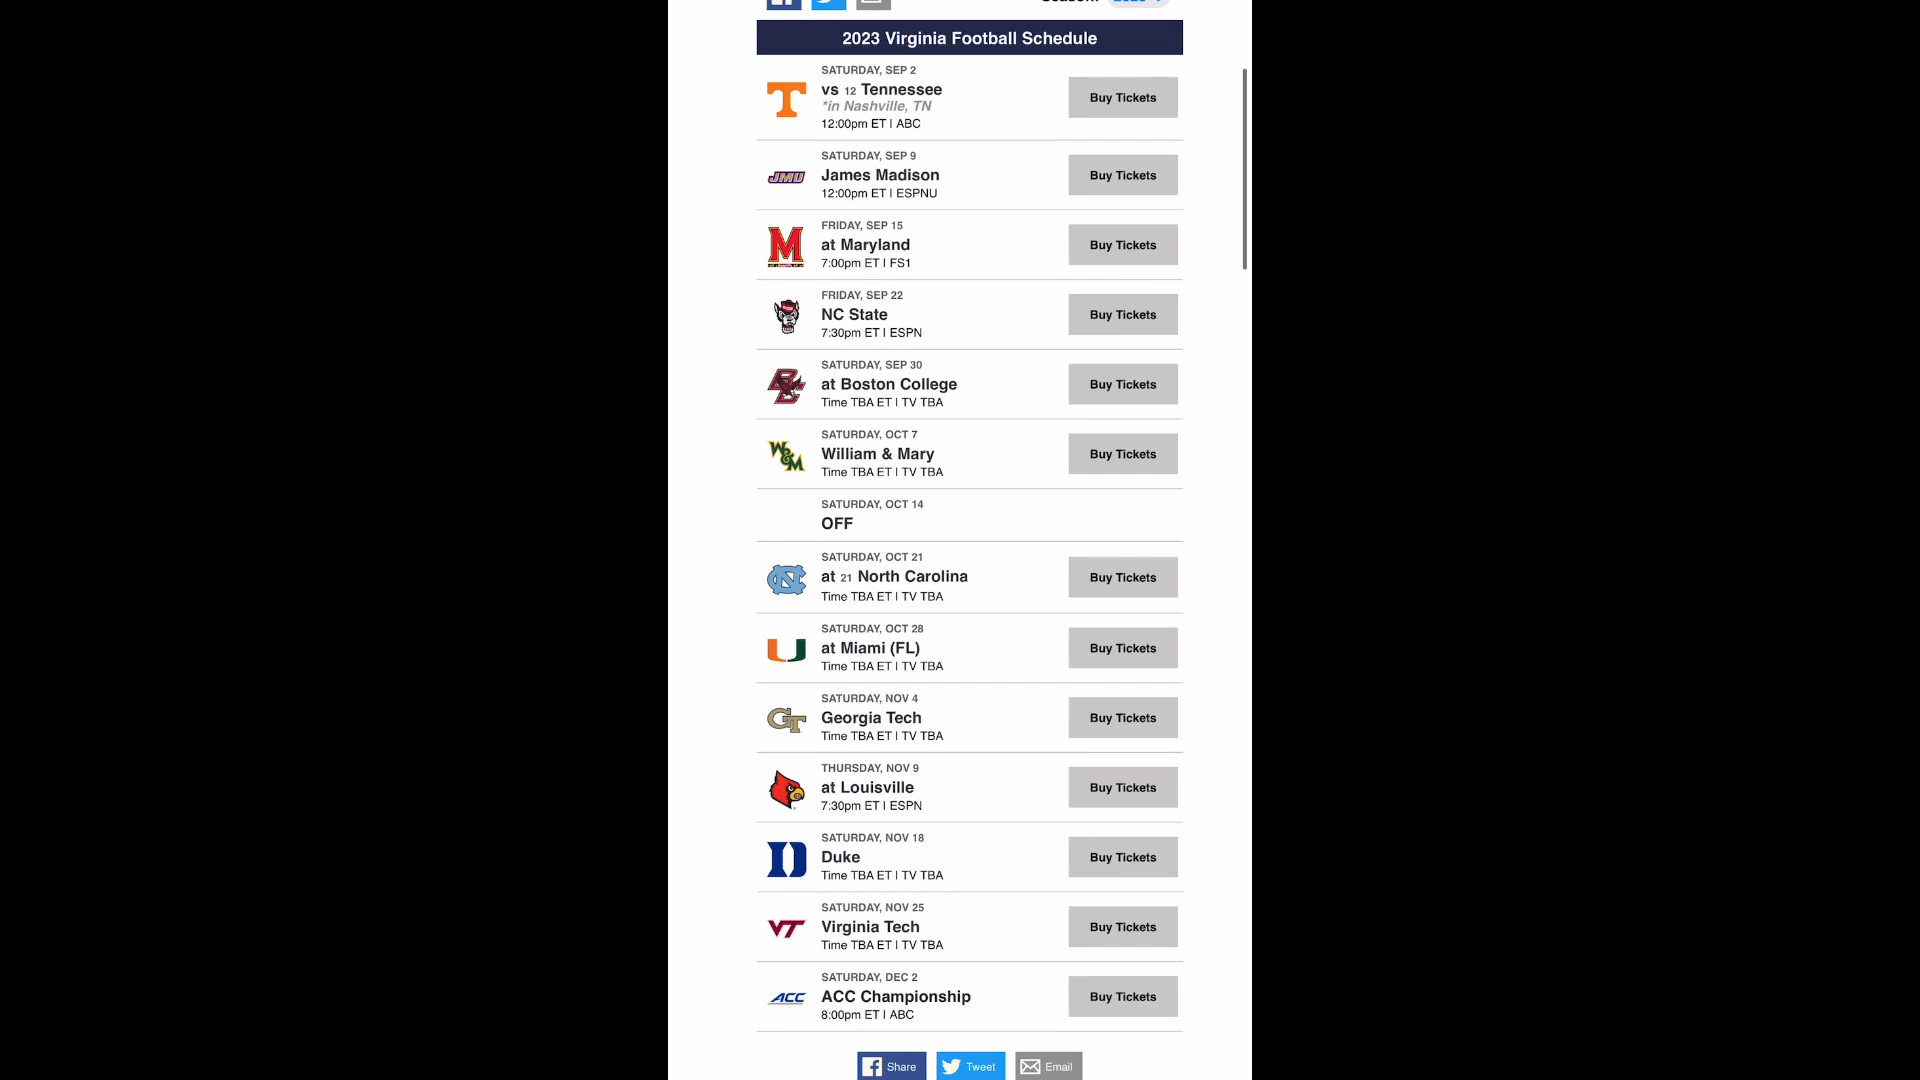 2023 Virginia Football Schedule
SATURDAY, SEP 2
vs 12 Tennessee
*in Nashville, TN
12:00pm ET | ABC
Buy Tickets
JMU
SATURDAY, SEP 9
James Madison
12:00pm ET | ESPNU
Buy Tickets
FRIDAY, SEP 15
at Maryland
7:00pm ET | FS1
Buy Tickets
FRIDAY, SEP 22
NC State
7:30pm ET | ESPN
Buy Tickets
SATURDAY, SEP 30
at Boston College
Time TBA ET | TV TBA
Buy Tickets
SATURDAY, OCT 7
William & Mary
Time TBA ET | TV TBA
Buy Tickets
SATURDAY, OCT 14
OFF
SATURDAY, OCT 21
at 21 North Carolina
Time TBA ET | TV TBA
Buy Tickets
SATURDAY, OCT 28
at Miami (FL)
Time TBA ET | TV TBA
Buy Tickets
SATURDAY, NOV 4
Georgia Tech
Time TBA ET | TV TBA
Buy Tickets
THURSDAY, NOV 9
at Louisville
7:30pm ET | ESPN
Buy Tickets
SATURDAY, NOV 18
Duke
Time TBA ET | TV TBA
Buy Tickets
SATURDAY, NOV 25
Virginia Tech
Time TBA ET | TV TBA
Buy Tickets
ACC
SATURDAY, DEC 2
ACC Championship
8:00pm ET | ABC
Buy Tickets
Share Tweet Email